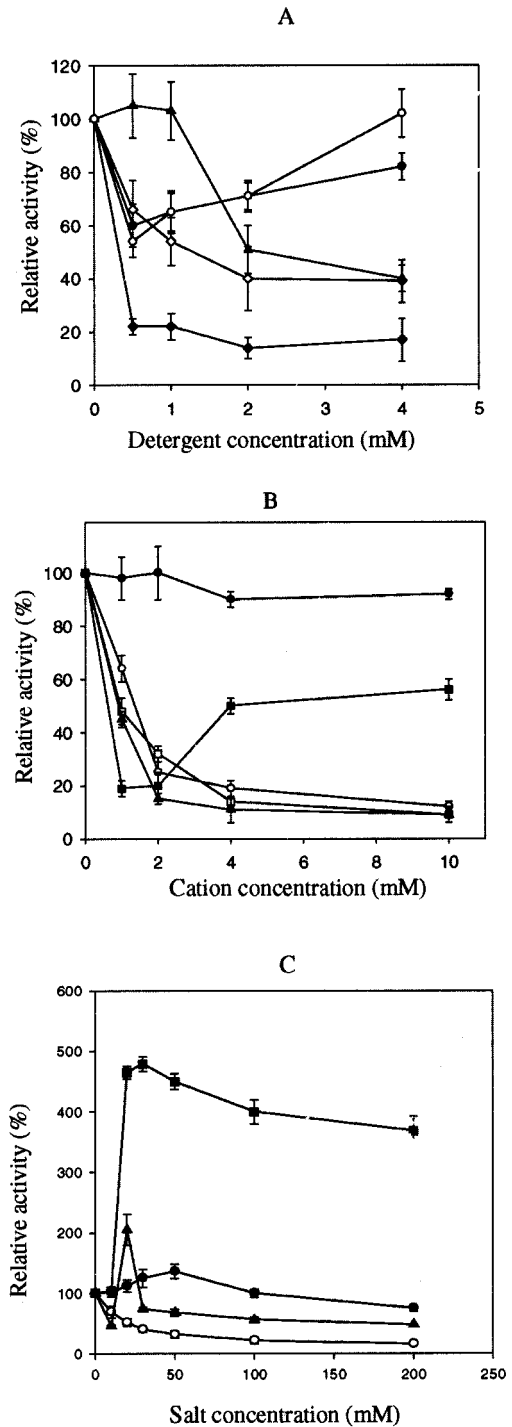 A
120
100
80
60
40
20
0
Relative activity (%)
0 1 2 3 4 5
Detergent concentration (mM)
B
100
80
60
40
20
0
Relative activity (%)
0 2 4 6 8 10
Cation concentration (mM)
C
600
500
400
300
200
100
0
Relative activity (%)
0 50 100 150 200 250
Salt concentration (mM)